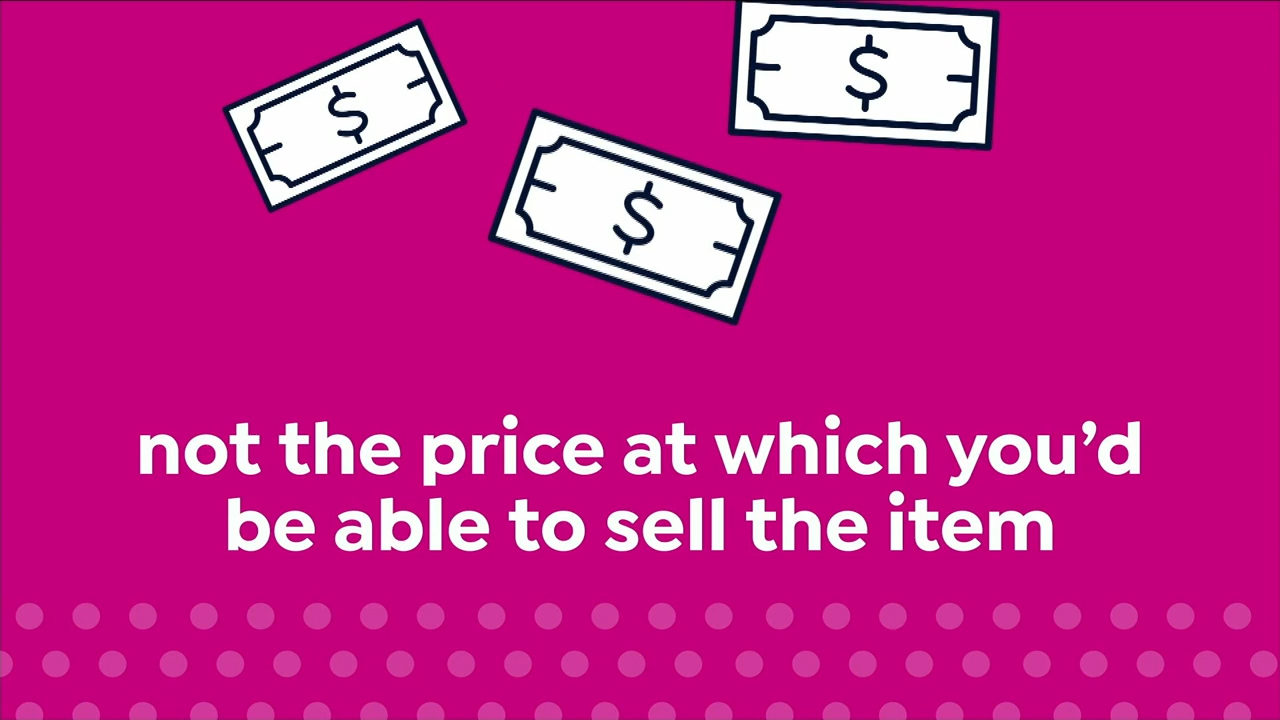 $
$
$
not the price at which you’d
be able to sell the item